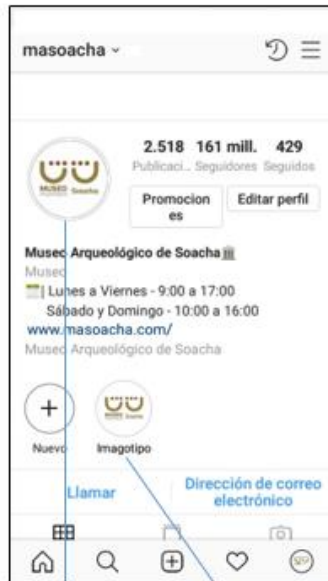 masoacha
2.518 161 mill. 429
Publicaci... Seguidores Seguidos
Promocion
es
Editar perfil
MUSEO Soacha
Museo Arqueológico de Soacha
Museo
| Lunes a Viernes - 9:00 a 17:00
Sábado y Domingo - 10:00 a 16:00
www.masoacha.com/
Museo Arqueológico de Soacha
Nuevo Imagotipo
Llamar
Dirección de correo
electrónico